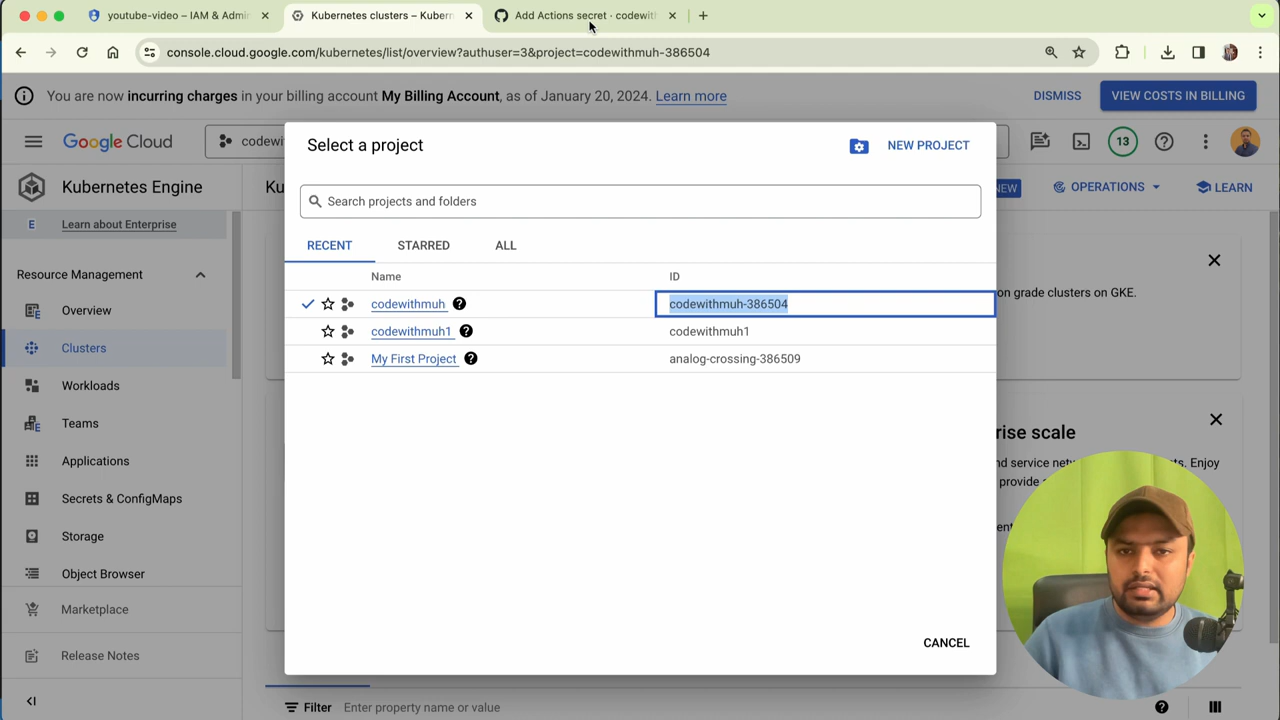 youtube-video – IAM & Admin
Kubernetes clusters – Kuber
Add Actions secret · codewith
console.cloud.google.com/kubernetes/list/overview?authuser=3&project=codewithmuh-386504
You are now incurring charges in your billing account My Billing Account, as of January 20, 2024. Learn more
DISMISS
VIEW COSTS IN BILLING
Google Cloud
codewi
13
Kubernetes Engine
Ku
NEW
OPERATIONS
LEARN
E Learn about Enterprise
Resource Management
Overview
Clusters
Workloads
Teams
Applications
Secrets & ConfigMaps
Storage
Object Browser
Marketplace
Release Notes
Select a project
NEW PROJECT
Search projects and folders
RECENT
STARRED
ALL
Name
ID
codewithmuh
codewithmuh-386504
codewithmuh1
codewithmuh1
My First Project
analog-crossing-386509
CANCEL
on grade clusters on GKE.
rise scale
nd service net
ts. Enjoy
provide
ent
Filter
Enter property name or value